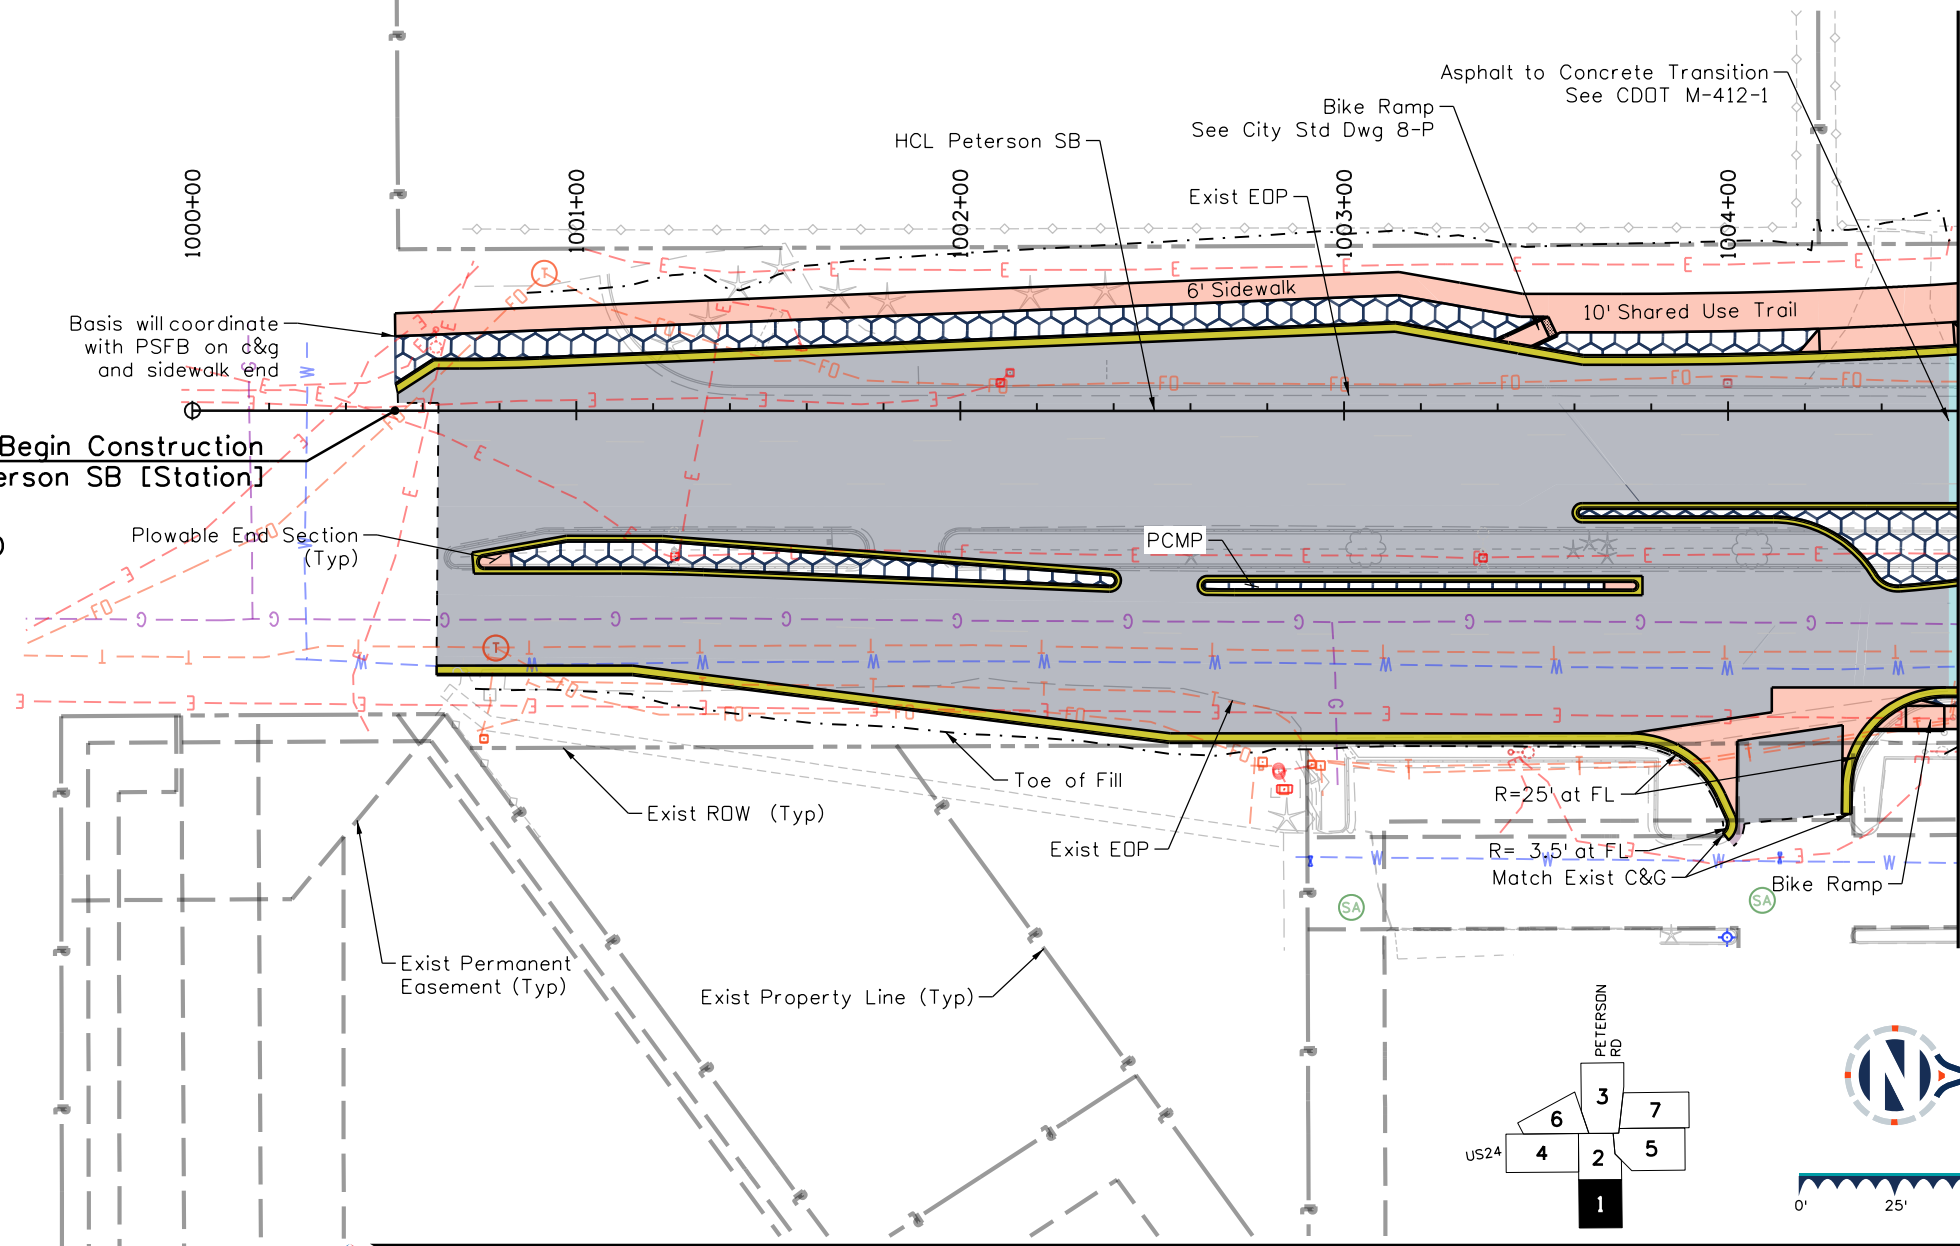 Asphalt to Concrete Transition
See CDOT M-412-1
Bike Ramp
See City Std Dwg 8-P
HCL Peterson SB
Exist EOP
1000+00
1001+00
1002+00
1003+00
1004+00
6' Sidewalk
10' Shared Use Trail
Basis will coordinate
with PSFB on c&g
and sidewalk end
Begin Construction
erson SB [Station]
Plowable End Section
(Typ)
PCMP
Toe of Fill
Exist ROW (Typ)
Exist EOP
R=25' at FL
R= 3.5' at FL
Match Exist C&G
Bike Ramp
SA
SA
Exist Permanent
Easement (Typ)
Exist Property Line (Typ)
PETERSON
RD
3
6
7
US24
4
2
5
1
N
0'
25'